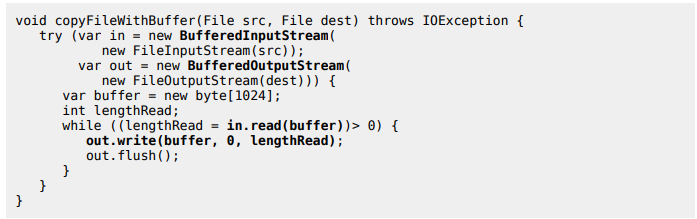 void copyFileWithBuffer(File src, File dest) throws IOException {
   try (var in = new BufferedInputStream(
           new FileInputStream(src));
        var out = new BufferedOutputStream(
           new FileOutputStream(dest))) {
      var buffer = new byte[1024];
      int lengthRead;
      while ((lengthRead = in.read(buffer))> 0) {
         out.write(buffer, 0, lengthRead);
         out.flush();
      }
   }
}